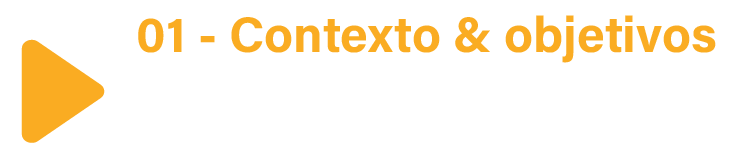 01 - Contexto & objetivos